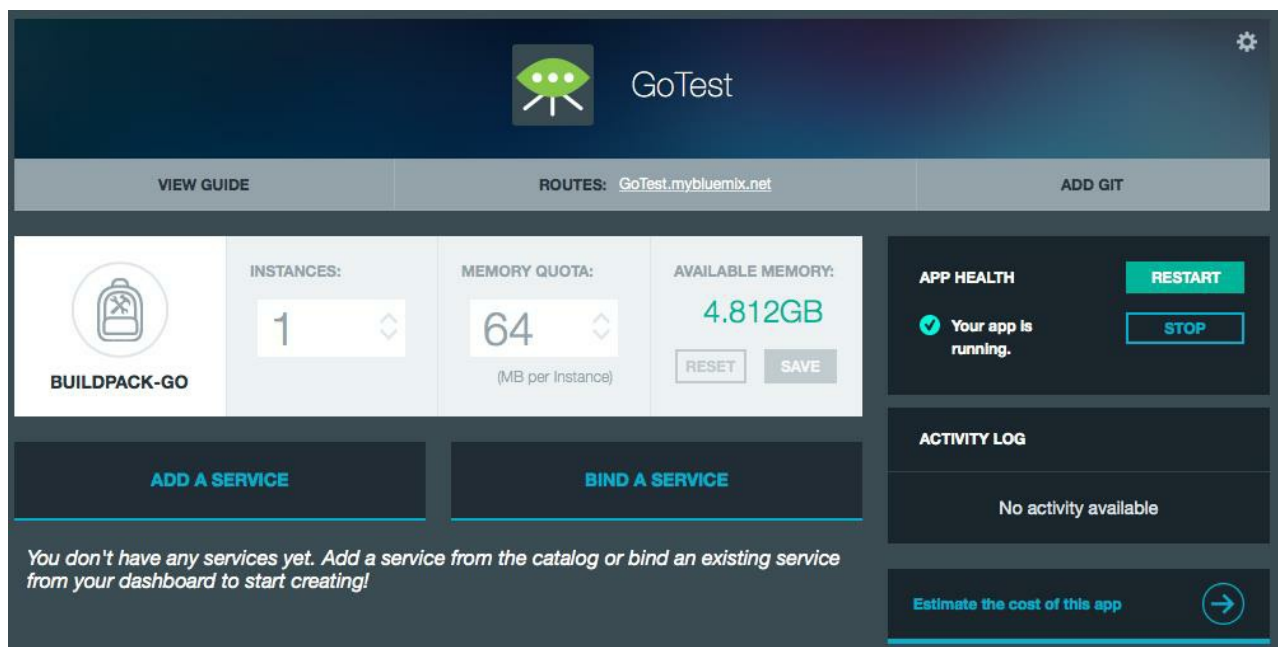 GoTest
VIEW GUIDE
ROUTES: GoTest.mybluemix.net
ADD GIT
BUILDPACK-GO
INSTANCES:
1
MEMORY QUOTA:
64
(MB per Instance)
AVAILABLE MEMORY:
4.812GB
RESET
SAVE
APP HEALTH
RESTART
Your app is
running.
STOP
ADD A SERVICE
BIND A SERVICE
You don't have any services yet. Add a service from the catalog or bind an existing service
from your dashboard to start creating!
ACTIVITY LOG
No activity available
Estimate the cost of this app